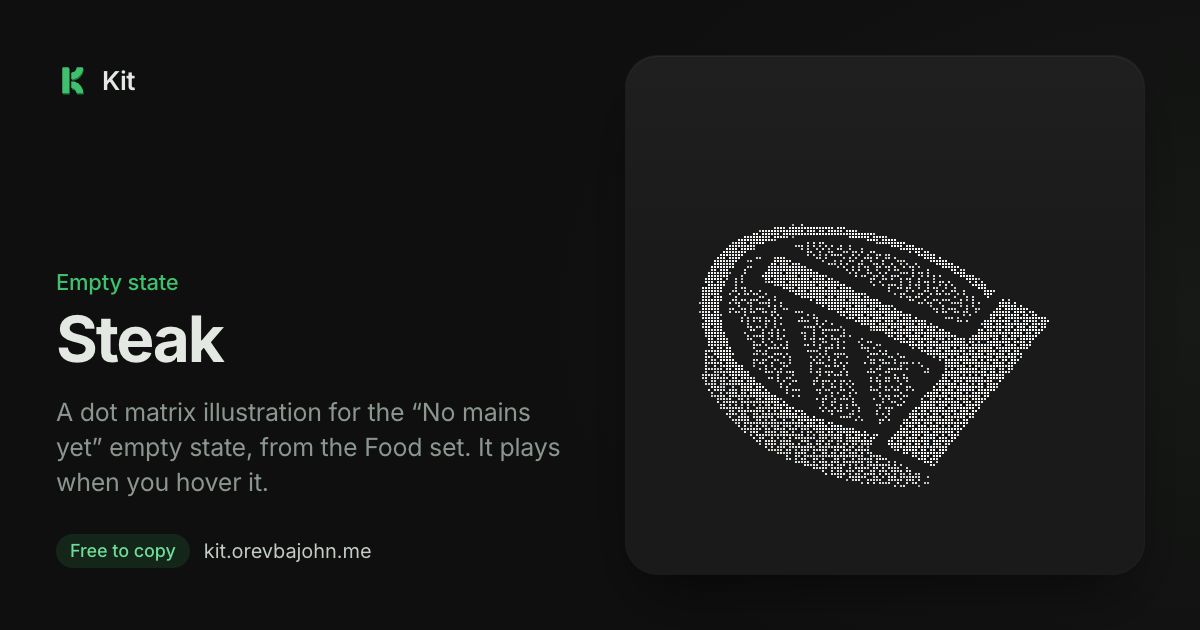 Kit
Empty state
Steak
A dot matrix illustration for the “No mains
yet” empty state, from the Food set. It plays
when you hover it.
Free to copy
kit.orevbajohn.me